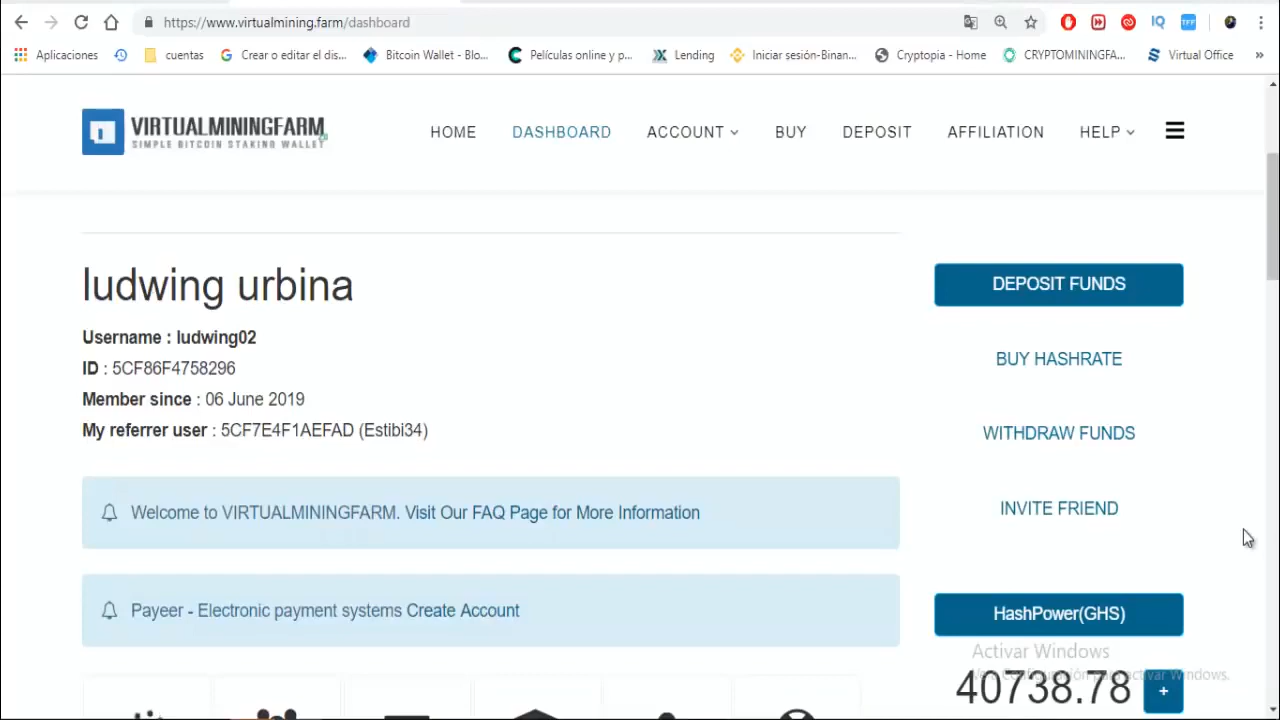 https://www.virtualmining.farm/dashboard
Aplicaciones
cuentas
Crear o editar el dis...
Bitcoin Wallet - Blo...
Películas online y p...
Lending
Iniciar sesión-Binan...
Cryptopia - Home
CRYPTOMININGFA...
Virtual Office
»
VIRTUALMININGFARM
SIMPLE BITCOIN STAKING WALLET
HOME
DASHBOARD
ACCOUNT
BUY
DEPOSIT
AFFILIATION
HELP
ludwing urbina
Username : ludwing02
ID : 5CF86F4758296
Member since : 06 June 2019
My referrer user : 5CF7E4F1AEFAD (Estibi34)
Welcome to VIRTUALMININGFARM. Visit Our FAQ Page for More Information
Payeer - Electronic payment systems Create Account
DEPOSIT FUNDS
BUY HASHRATE
WITHDRAW FUNDS
INVITE FRIEND
HashPower(GHS)
Activar Windows
Configuración para activar Windows.
40738.78
+